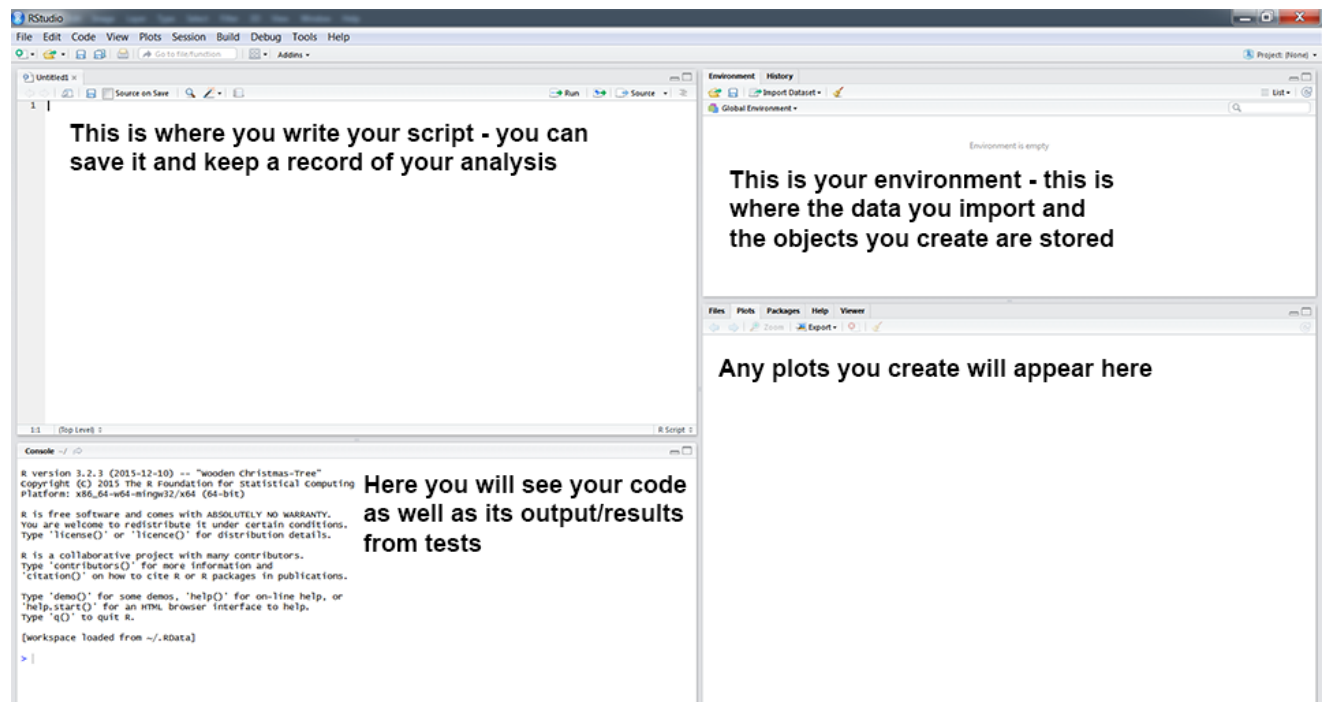 RStudio
File Edit Code View Plots Session Build Debug Tools Help
Go to file/function Addins
Project: (None)
Untitled1
Source on Save Run Source
1
This is where you write your script - you can
save it and keep a record of your analysis
1:1 (Top Level) R Script
Console ~/
R version 3.2.3 (2015-12-10) -- "Wooden Christmas-Tree"
Copyright (C) 2015 The R Foundation for Statistical Computing
Platform: x86_64-w64-mingw32/x64 (64-bit)
R is free software and comes with ABSOLUTELY NO WARRANTY.
You are welcome to redistribute it under certain conditions.
Type 'license()' or 'licence()' for distribution details.
R is a collaborative project with many contributors.
Type 'contributors()' for more information and
'citation()' on how to cite R or R packages in publications.
Type 'demo()' for some demos, 'help()' for on-line help, or
'help.start()' for an HTML browser interface to help.
Type 'q()' to quit R.
[Workspace loaded from ~/.RData]
>
Here you will see your code
as well as its output/results
from tests
Environment History
Import Dataset List
Global Environment
Environment is empty
This is your environment - this is
where the data you import and
the objects you create are stored
Files Plots Packages Help Viewer
Zoom Export
Any plots you create will appear here